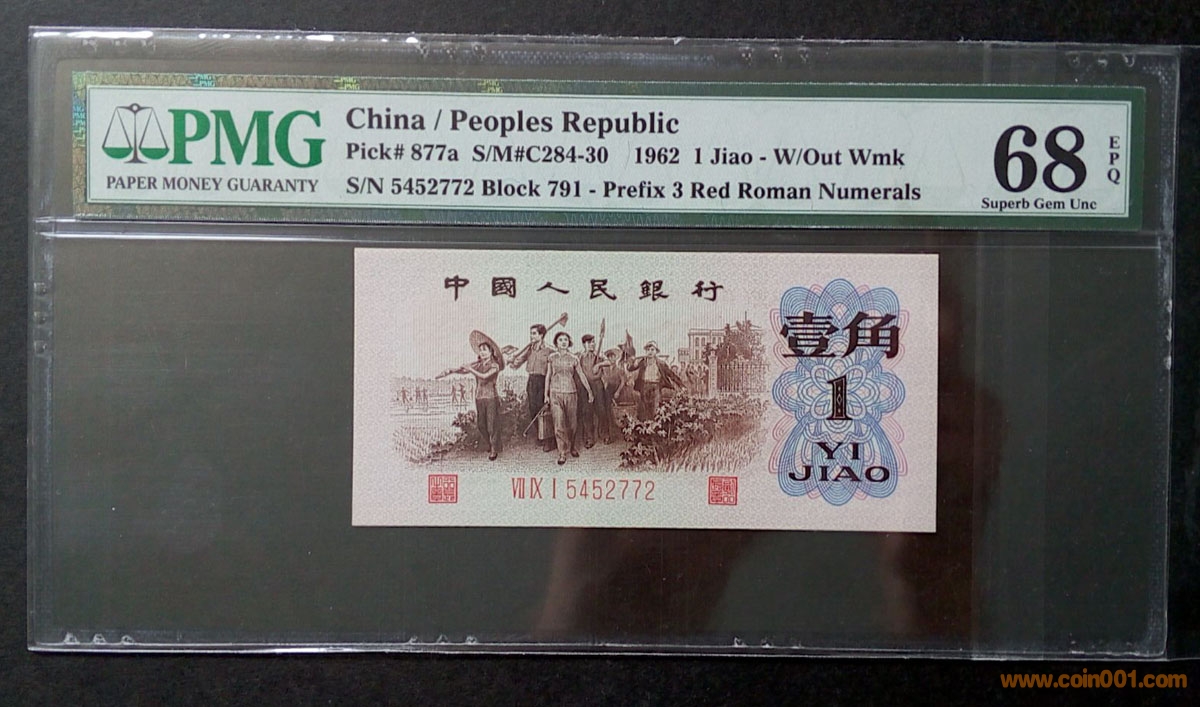 PMG
PAPER MONEY GUARANTY
China / Peoples Republic
Pick# 877a S/M#C284-30 1962 1 Jiao - W/Out Wmk
S/N 5452772 Block 791 - Prefix 3 Red Roman Numerals
68
EPQ
Superb Gem Unc
中國人民銀行
壹角
1
YI
JIAO
VII IX I 5452772
www.coin001.com